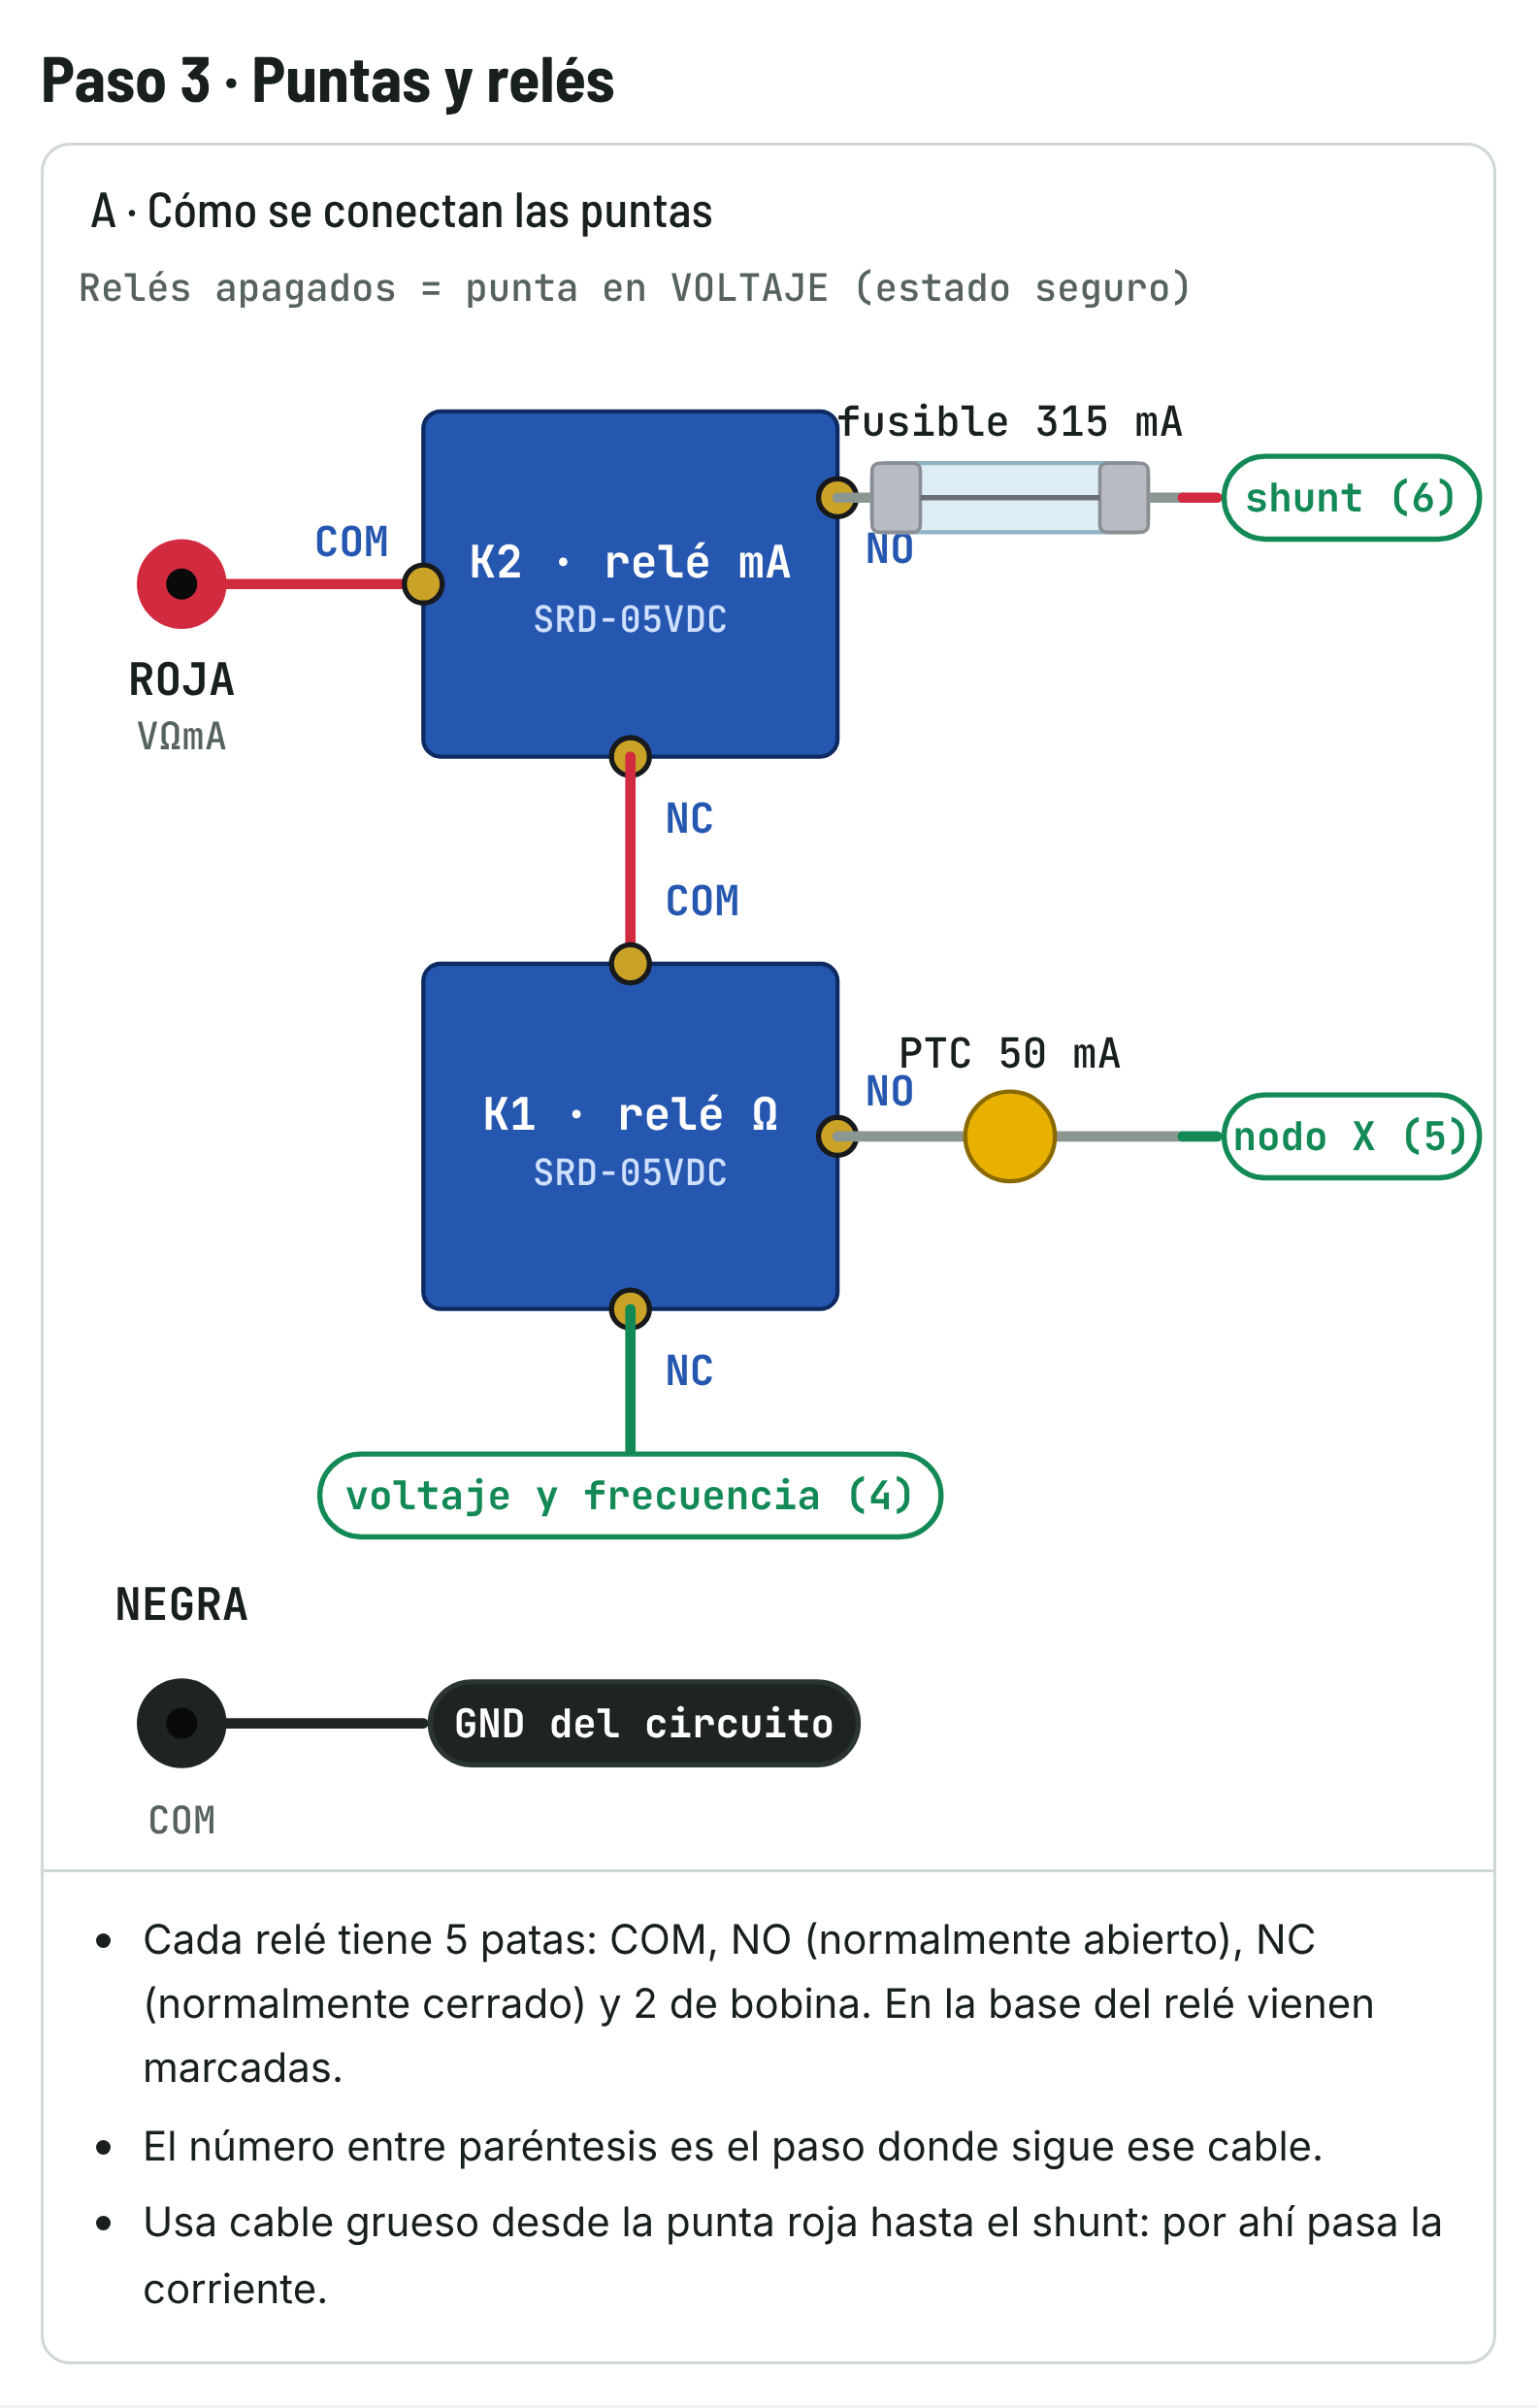 Paso 3 · Puntas y relés
A · Cómo se conectan las puntas
Relés apagados = punta en VOLTAJE (estado seguro)
fusible 315 mA
shunt (6)
NO
COM
K2 · relé mA
SRD-05VDC
ROJA
VΩmA
NC
COM
PTC 50 mA
NO
K1 · relé Ω
SRD-05VDC
nodo X (5)
NC
voltaje y frecuencia (4)
NEGRA
GND del circuito
COM
• Cada relé tiene 5 patas: COM, NO (normalmente abierto), NC
(normalmente cerrado) y 2 de bobina. En la base del relé vienen
marcadas.
• El número entre paréntesis es el paso donde sigue ese cable.
• Usa cable grueso desde la punta roja hasta el shunt: por ahí pasa la
corriente.